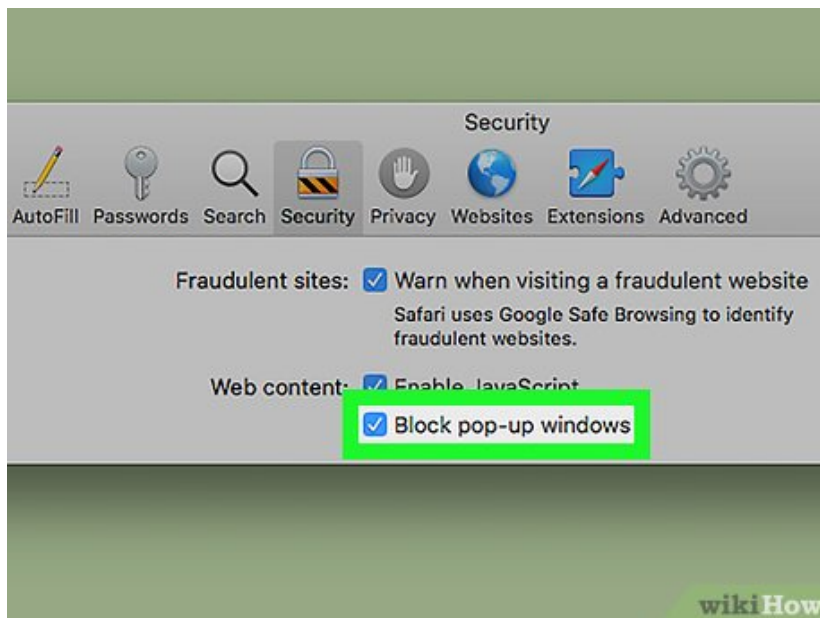 Security
AutoFill Passwords Search Security Privacy Websites Extensions Advanced
Fraudulent sites: Warn when visiting a fraudulent website
Safari uses Google Safe Browsing to identify
fraudulent websites.
Web content: Enable JavaScript
Block pop-up windows
wikiHow